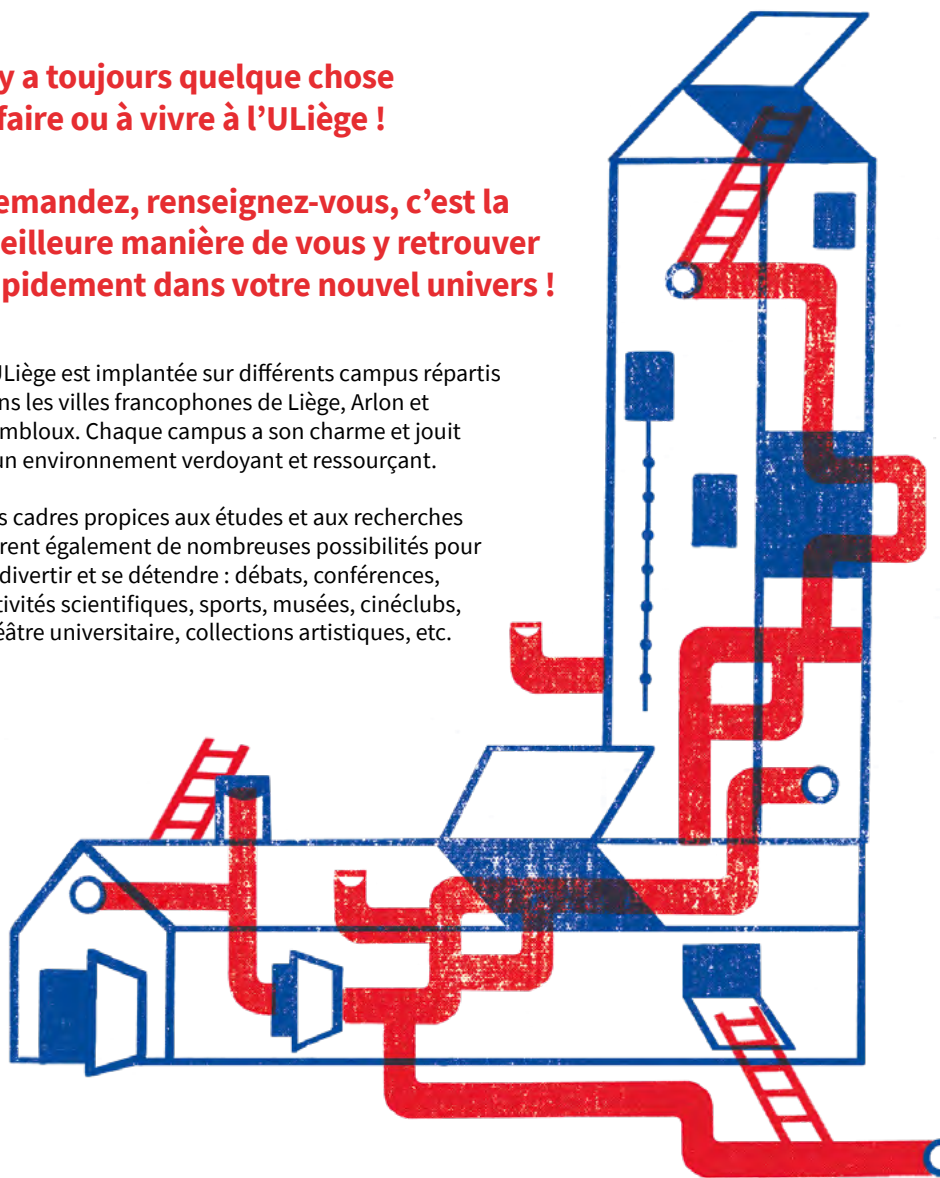 y a toujours quelque chose
faire ou à vivre à l’ULiège !
emandez, renseignez-vous, c’est la
eilleure manière de vous y retrouver
pidement dans votre nouvel univers !
ULiège est implantée sur différents campus répartis
ns les villes francophones de Liège, Arlon et
mbloux. Chaque campus a son charme et jouit
un environnement verdoyant et ressourçant.
s cadres propices aux études et aux recherches
rent également de nombreuses possibilités pour
divertir et se détendre : débats, conférences,
tivités scientifiques, sports, musées, cinéclubs,
éâtre universitaire, collections artistiques, etc.